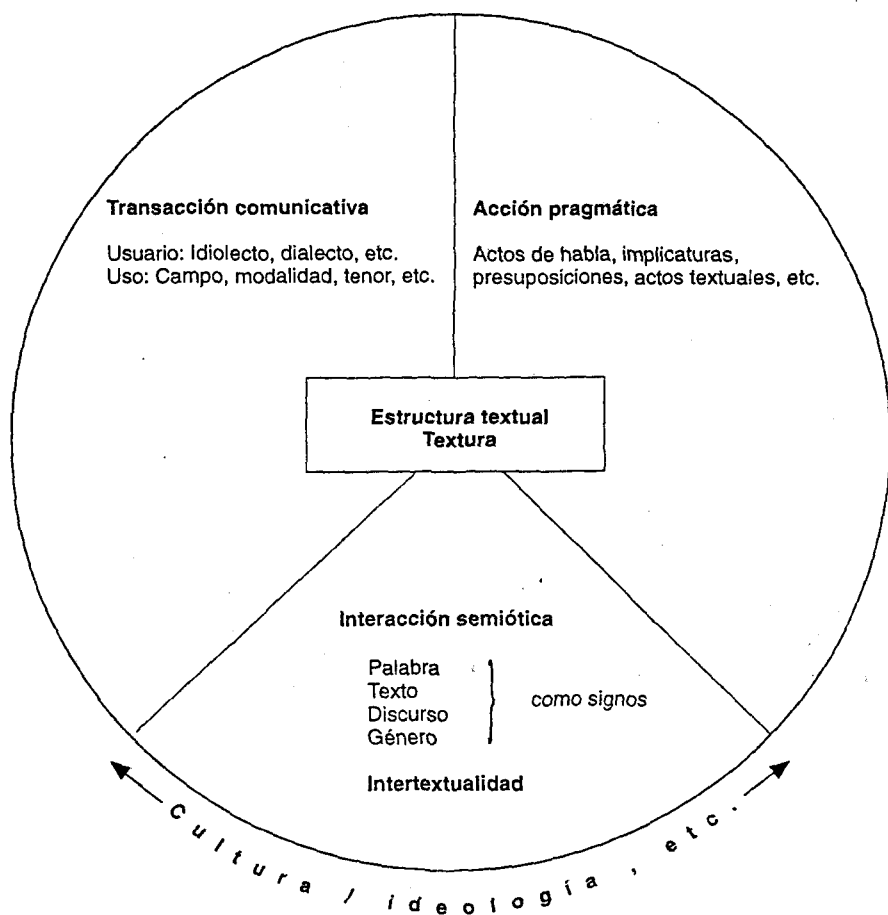 Transacción comunicativa
Usuario: Idiolecto, dialecto, etc.
Uso: Campo, modalidad, tenor, etc.
Acción pragmática
Actos de habla, implicaturas,
presuposiciones, actos textuales, etc.
Estructura textual
Textura
Interacción semiótica
Palabra
Texto
Discurso
Género
como signos
Intertextualidad
Cultura / ideología, etc.